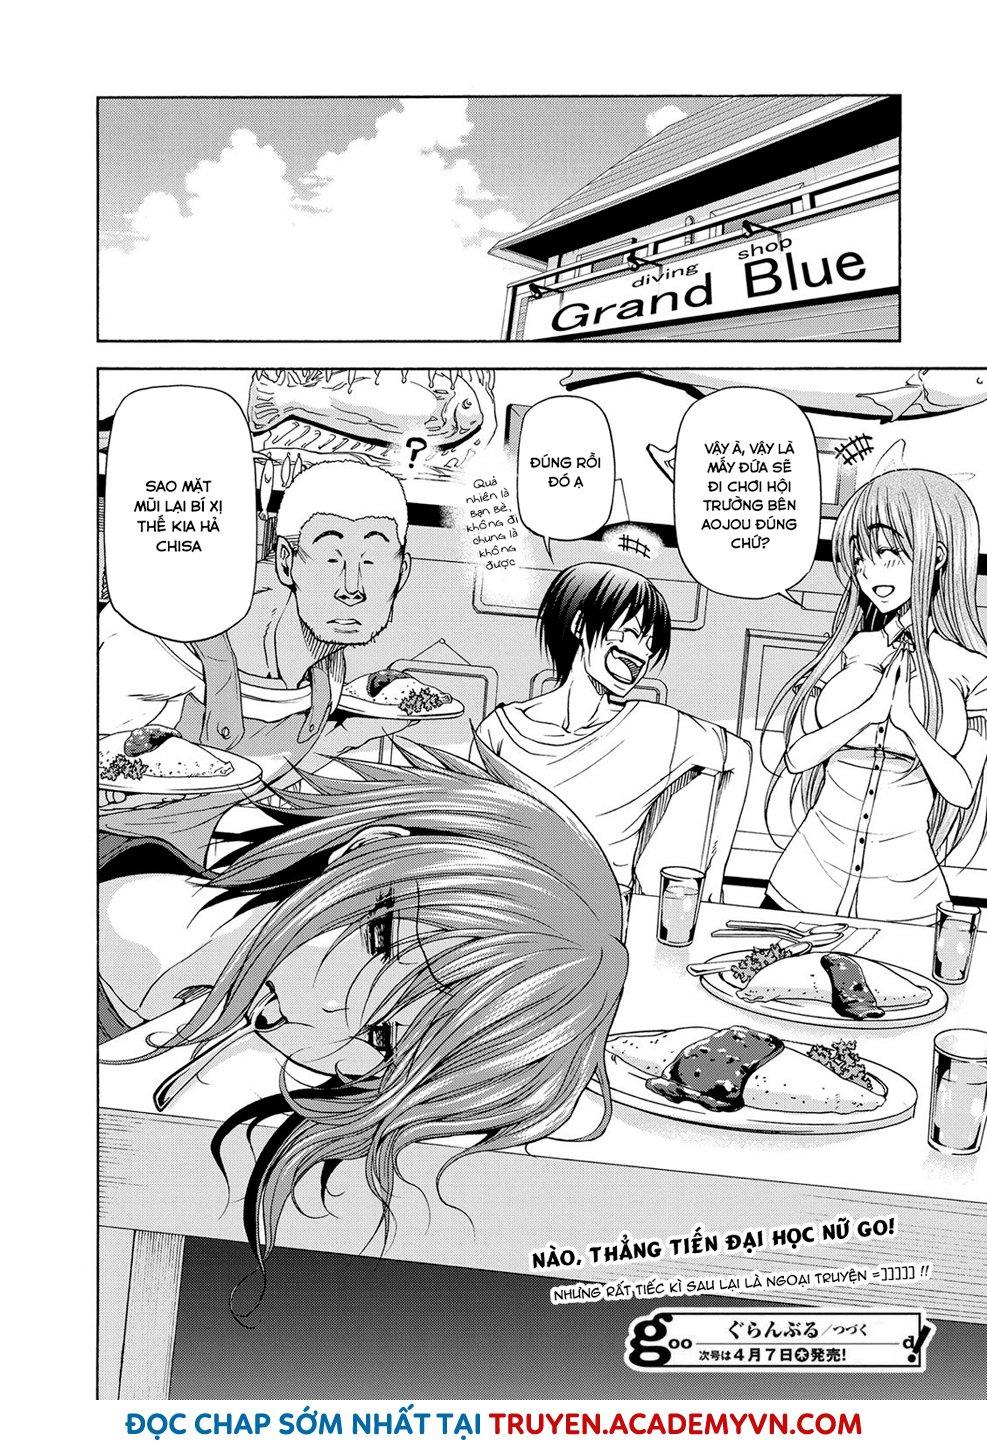 diving shop
Grand Blue
VẬY À, VẬY LÀ
MẤY ĐỨA SẼ
ĐI CHƠI HỘI
TRƯỜNG BÊN
AOJOU ĐÚNG
CHỨ?
ĐÚNG RỒI
ĐÓ Ạ
Quả
nhiên là
bạn bè,
không đi
chung là
không
được
?
SAO MẶT
MŨI LẠI BÍ XỊ
THẾ KIA HẢ
CHISA
NÀO, THẲNG TIẾN ĐẠI HỌC NỮ GO!
NHƯNG RẤT TIẾC KÌ SAU LẠI LÀ NGOẠI TRUYỆN =]]]]] !!
good!
ぐらんぶる/つづく
次号は4月7日㊍発売!
ĐỌC CHAP SỚM NHẤT TẠI TRUYEN.ACADEMYVN.COM